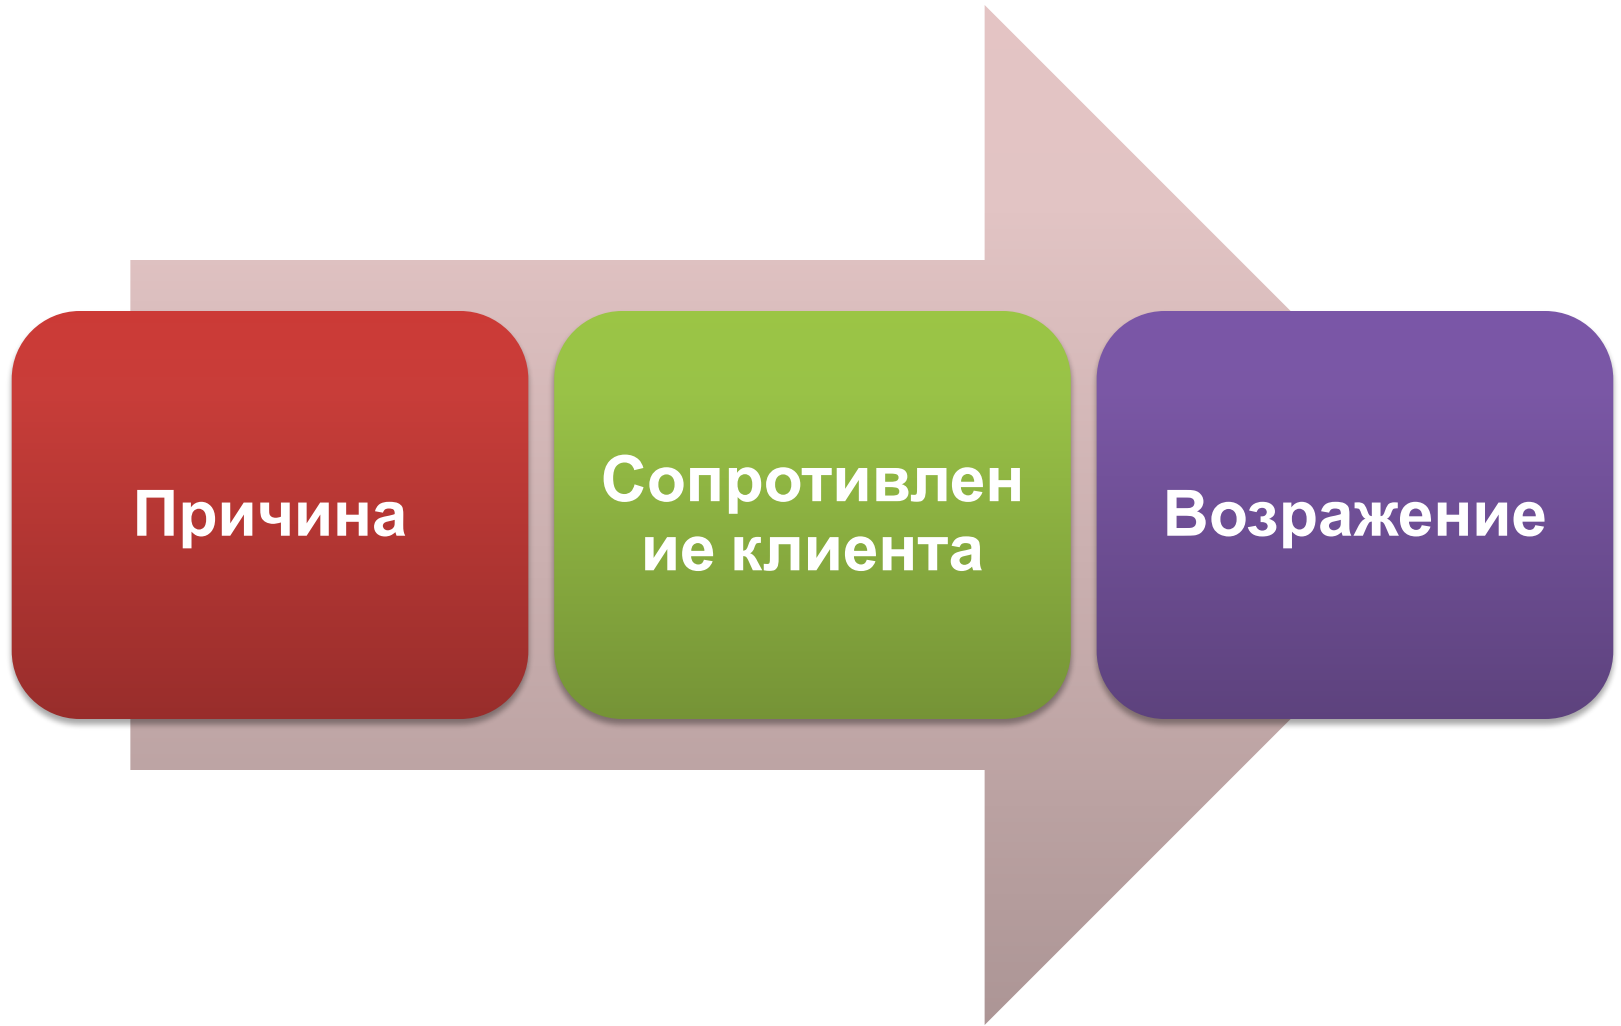 Причина
Сопротивлен
ие клиента
Возражение